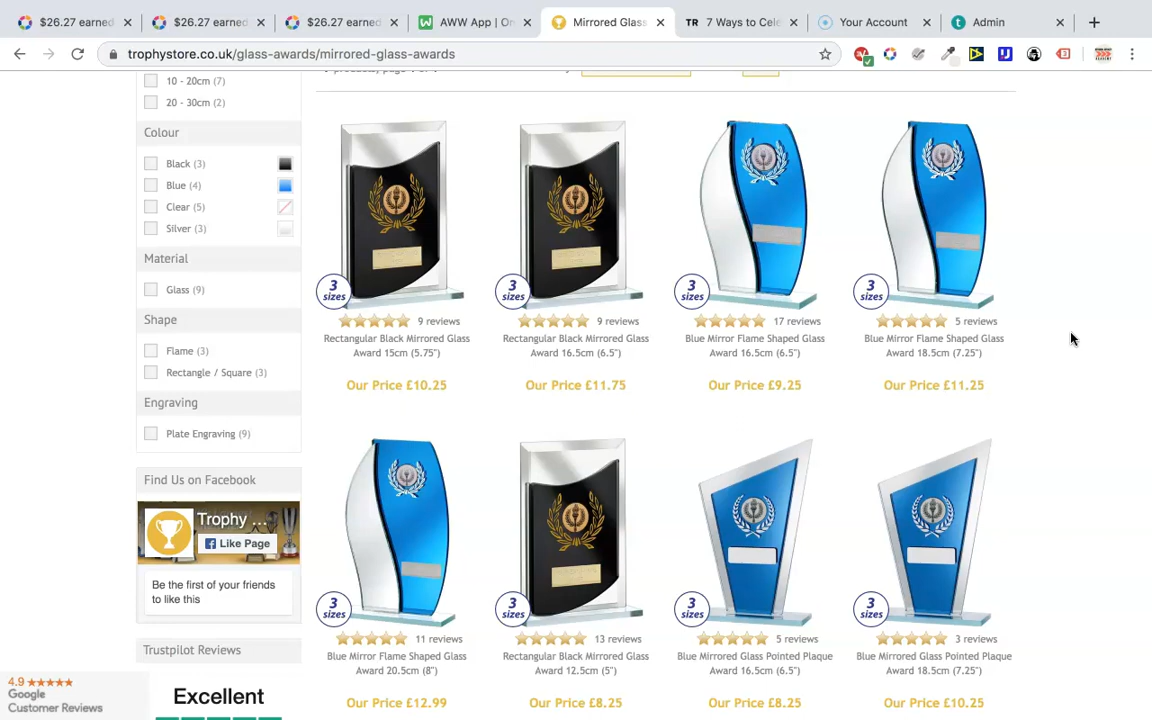 $26.27 earned
$26.27 earned
$26.27 earned
AWW App | On
Mirrored Glass
TR 7 Ways to Cele
Your Account
Admin
trophystore.co.uk/glass-awards/mirrored-glass-awards
10 - 20cm (7)
20 - 30cm (2)
Colour
Black (3)
Blue (4)
Clear (5)
Silver (3)
Material
Glass (9)
Shape
Flame (3)
Rectangle / Square (3)
Engraving
Plate Engraving (9)
Find Us on Facebook
Trophy ...
Like Page
Be the first of your friends
to like this
Trustpilot Reviews
4.9
Google
Customer Reviews
Excellent
3 sizes
9 reviews
Rectangular Black Mirrored Glass
Award 15cm (5.75")
Our Price £10.25
3 sizes
9 reviews
Rectangular Black Mirrored Glass
Award 16.5cm (6.5")
Our Price £11.75
3 sizes
17 reviews
Blue Mirror Flame Shaped Glass
Award 16.5cm (6.5")
Our Price £9.25
3 sizes
5 reviews
Blue Mirror Flame Shaped Glass
Award 18.5cm (7.25")
Our Price £11.25
3 sizes
11 reviews
Blue Mirror Flame Shaped Glass
Award 20.5cm (8")
Our Price £12.99
3 sizes
13 reviews
Rectangular Black Mirrored Glass
Award 12.5cm (5")
Our Price £8.25
3 sizes
5 reviews
Blue Mirrored Glass Pointed Plaque
Award 16.5cm (6.5")
Our Price £8.25
3 sizes
3 reviews
Blue Mirrored Glass Pointed Plaque
Award 18.5cm (7.25")
Our Price £10.25